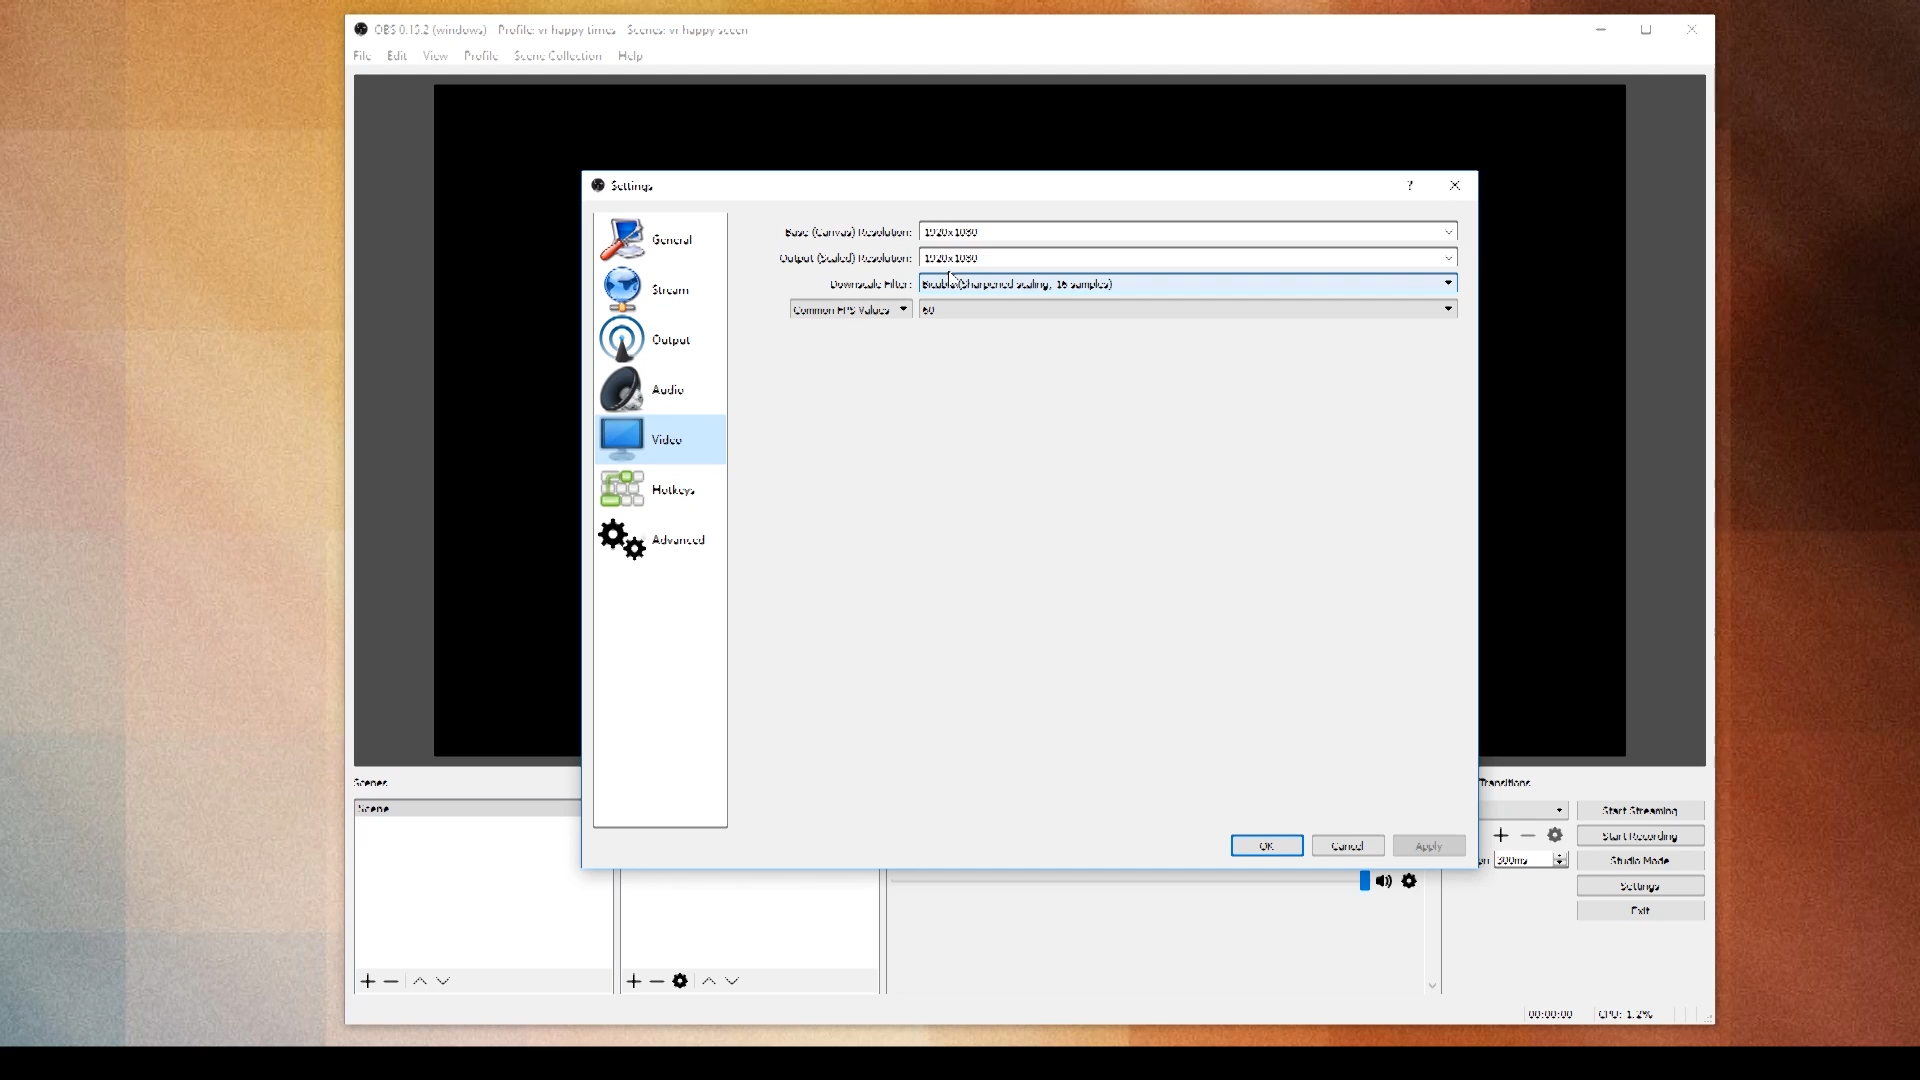 OBS 0.15.2 (windows) Profile: vr happy times Scenes: vr happy sceen
File Edit View Profile Scene Collection Help
Settings
?
General
Stream
Output
Audio
Video
Hotkeys
Advanced
Base (Canvas) Resolution: 1920x1080
Output (Scaled) Resolution: 1920x1080
Downscale Filter: Bicubic (Sharpened scaling, 16 samples)
Common FPS Values 60
OK Cancel Apply
Scenes
Scene
Transitions
300ms
Start Streaming
Start Recording
Studio Mode
Settings
Exit
00:00:00 CPU: 1.2%